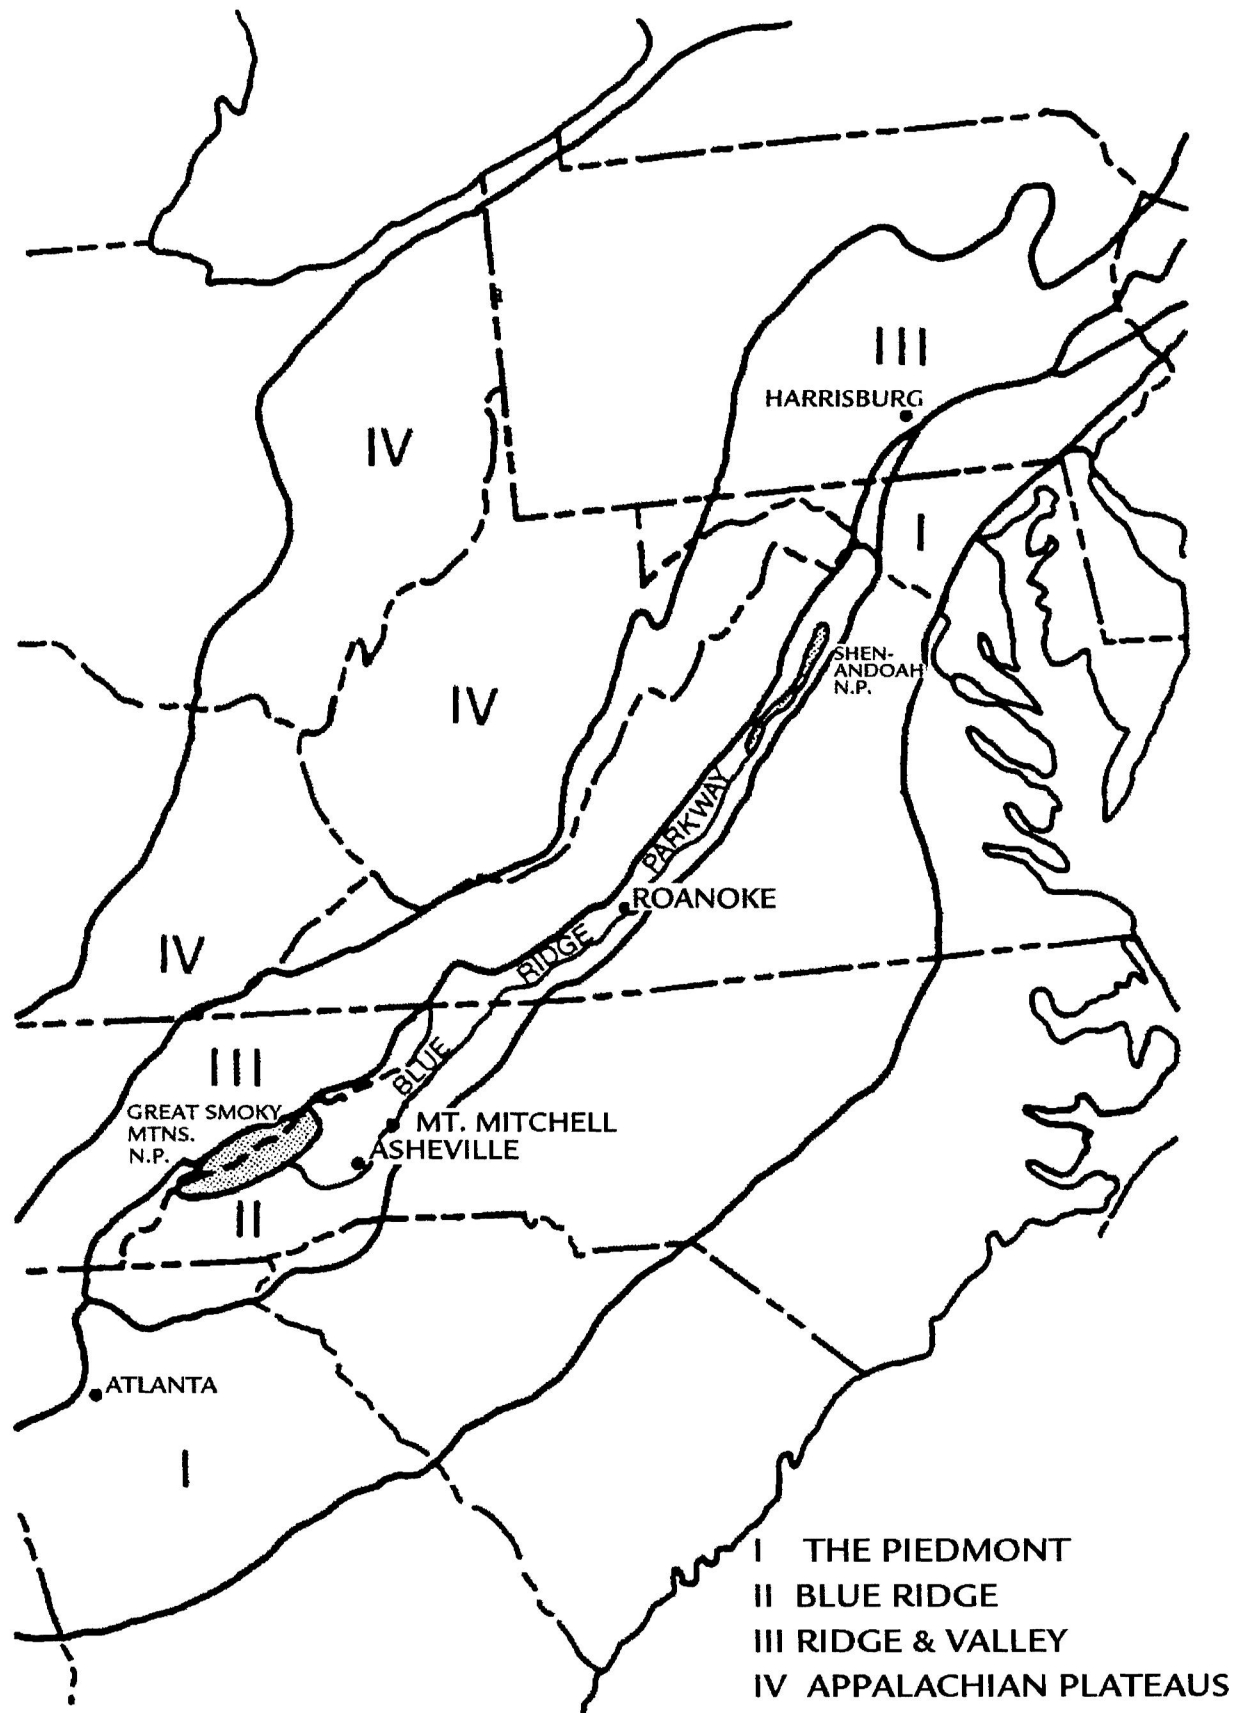 III
HARRISBURG
IV
I
SHEN-
ANDOAH
N.P.
IV
PARKWAY
ROANOKE
RIDGE
IV
BLUE
III
GREAT SMOKY
MTNS.
N.P.
MT. MITCHELL
ASHEVILLE
II
ATLANTA
I
I THE PIEDMONT
II BLUE RIDGE
III RIDGE & VALLEY
IV APPALACHIAN PLATEAUS